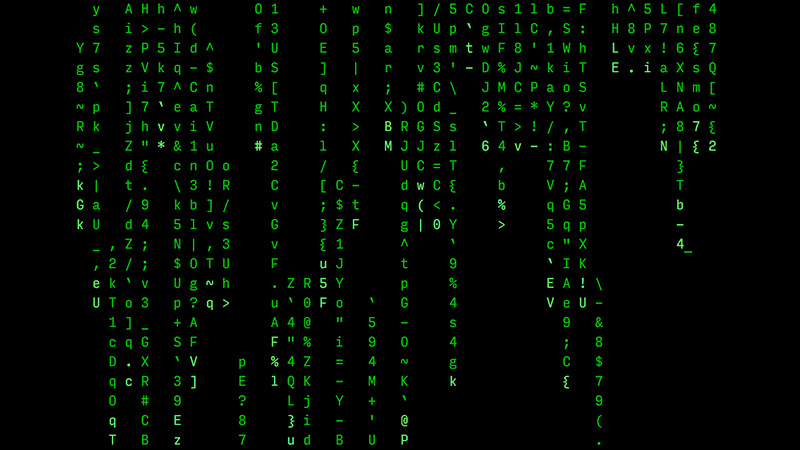 y A H h ^ w O 1 + w n ] / 5 C O s 1 l b = F h ^ 5 L [ 4
s i > - h ( f 3 O p $ k U p ` g I 8 C , S : H 8 P 7 n f 8
Y 7 z P 5 I d ^ ' U E 5 a r s m t w F l ' 1 W h L , x ! 6 { 7
g s z V k q - $ b S ] | r v 3 ' - D % J ~ k i T E . i a X s Q
8 ` ; i 7 ^ C n % [ q x ; # C \ J M C P a o S L N m [
~ p ] 7 ` e a T g T H X X ) O d _ 2 % = * Y ? v R A o ~
R k j h v v i V n D : > B R G S s ` T > ! / , T ; 8 7 {
~ _ Z " * & 1 u # a l X M J J z l 6 4 v - : B - N | { 2
; > d { c n O o 2 / { U C = T , 7 7 F }
k | t . \ 3 ! R C [ C - d w C { b V ; A T
G a / 9 k b ] / v ; $ t q ( < . % q G 5 b
k U d 4 5 l v s G } Z F g | 0 Y > 5 q p -
_ , Z ; N | , 3 v { 1 ^ ` c " X 4_
, 2 / ; $ O T U F u J t 9 ` I K
e k ` v U g ~ h . Z R 5 Y p % E A ! \
U T o 3 p ? q > u ` 0 F o ` G 4 V e U -
1 ] _ + A A 4 @ " 5 - s 9 &
c q G S F F " % i 9 O 4 ; 8
D . X ` V p % 4 Z = 4 ~ g C $
q c R 3 ] E l Q K - M K k { 7
O # 9 ? L j Y + ` 9
q C E 8 } i - ' @ (
T B z 7 u d B U P .